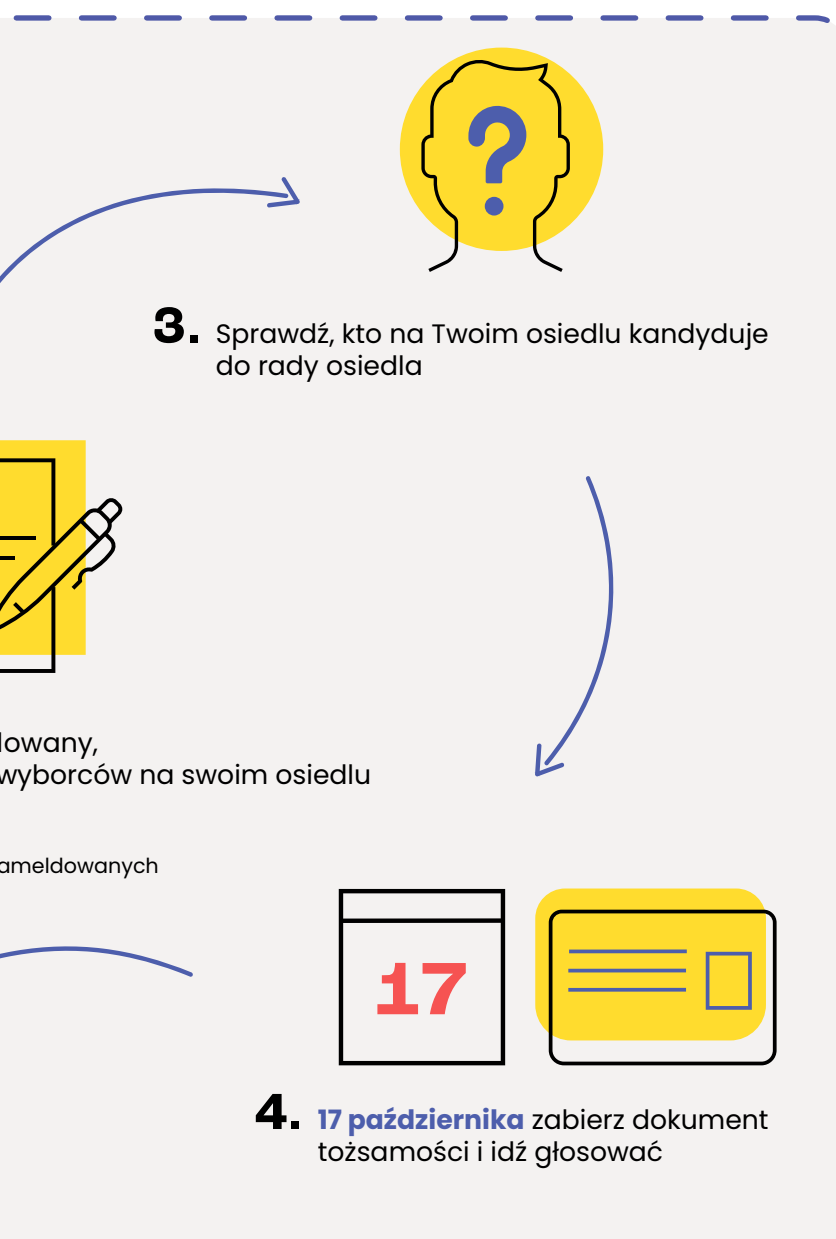 ?
3. Sprawdź, kto na Twoim osiedlu kandyduje
do rady osiedla
dowany,
wyborców na swoim osiedlu
ameldowanych
17
4. 17 października zabierz dokument
tożsamości i idź głosować